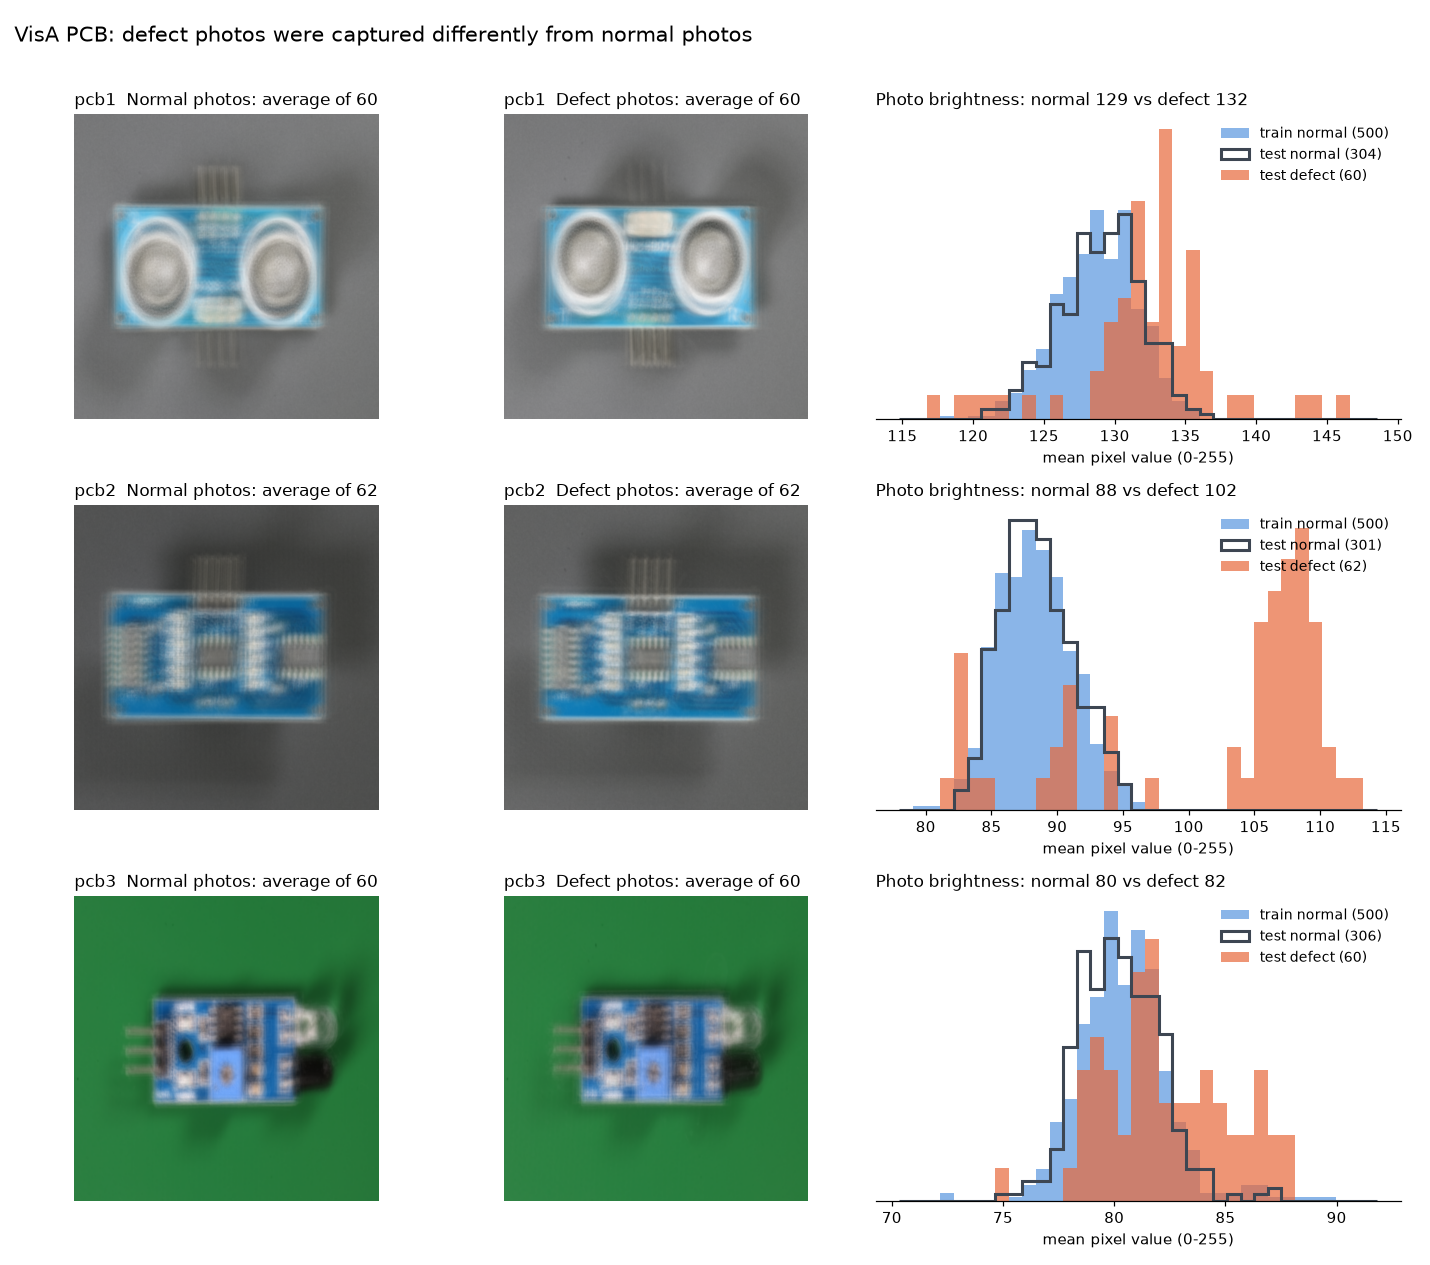 VisA PCB: defect photos were captured differently from normal photos
pcb1  Normal photos: average of 60
pcb1  Defect photos: average of 60
Photo brightness: normal 129 vs defect 132
train normal (500)
test normal (304)
test defect (60)
115 120 125 130 135 140 145 150
mean pixel value (0-255)
pcb2  Normal photos: average of 62
pcb2  Defect photos: average of 62
Photo brightness: normal 88 vs defect 102
train normal (500)
test normal (301)
test defect (62)
80 85 90 95 100 105 110 115
mean pixel value (0-255)
pcb3  Normal photos: average of 60
pcb3  Defect photos: average of 60
Photo brightness: normal 80 vs defect 82
train normal (500)
test normal (306)
test defect (60)
70 75 80 85 90
mean pixel value (0-255)